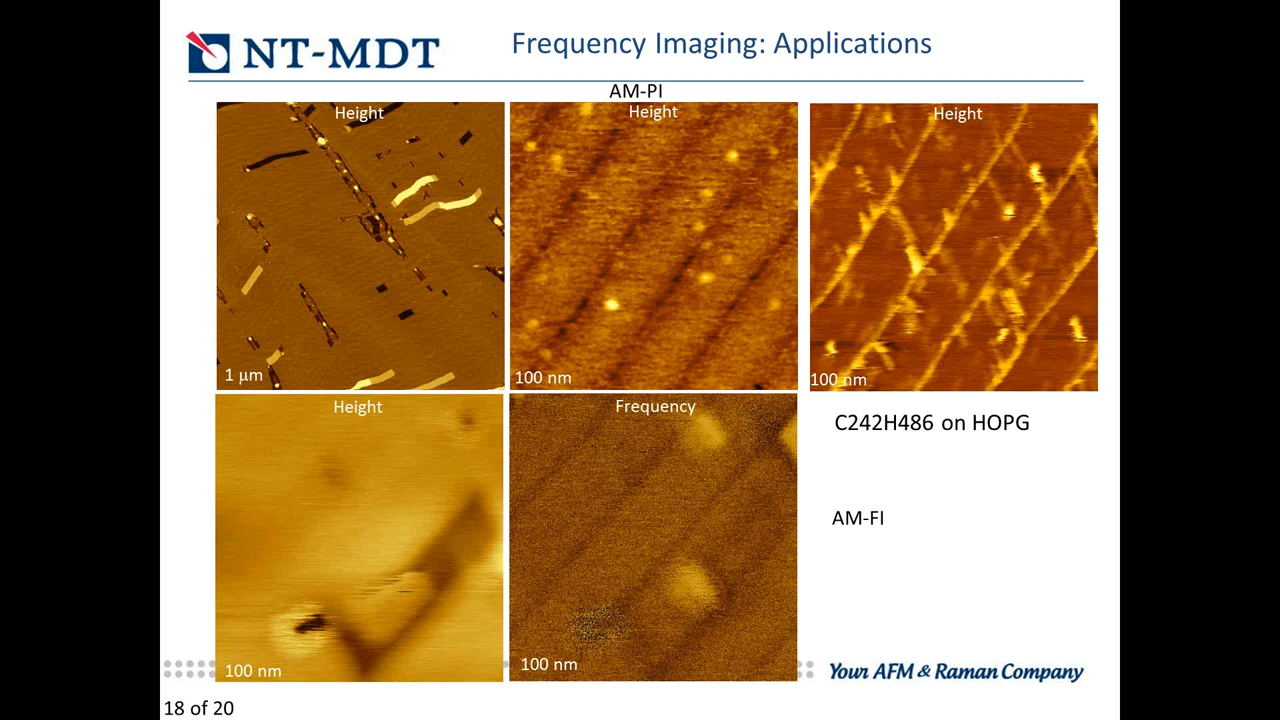 NT-MDT
Frequency Imaging: Applications
AM-PI
Height
Height
Height
1 µm
100 nm
100 nm
Height
Frequency
C242H486 on HOPG
AM-FI
100 nm
100 nm
Your AFM & Raman Company
18 of 20